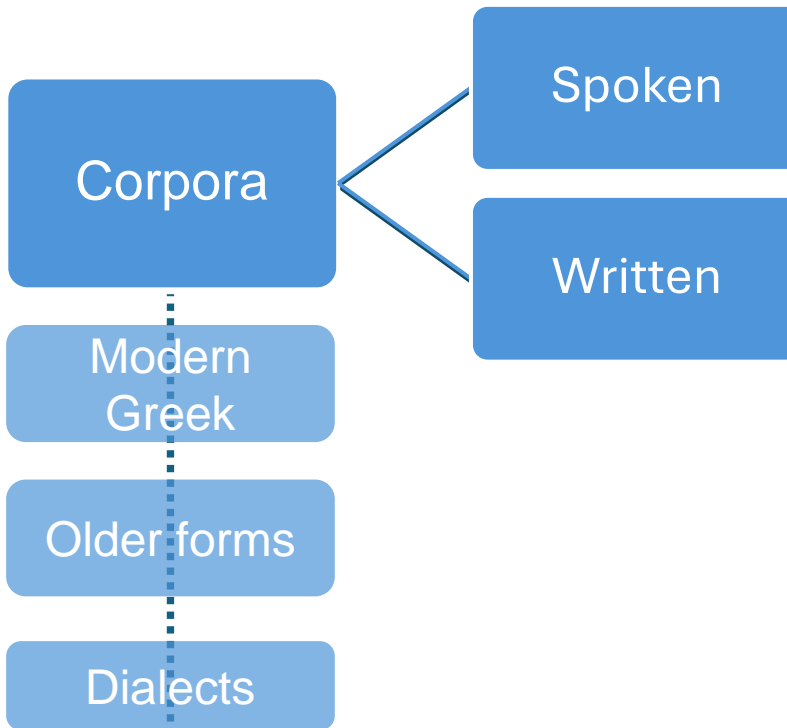 Corpora
Spoken
Written
Modern
Greek
Older forms
Dialects